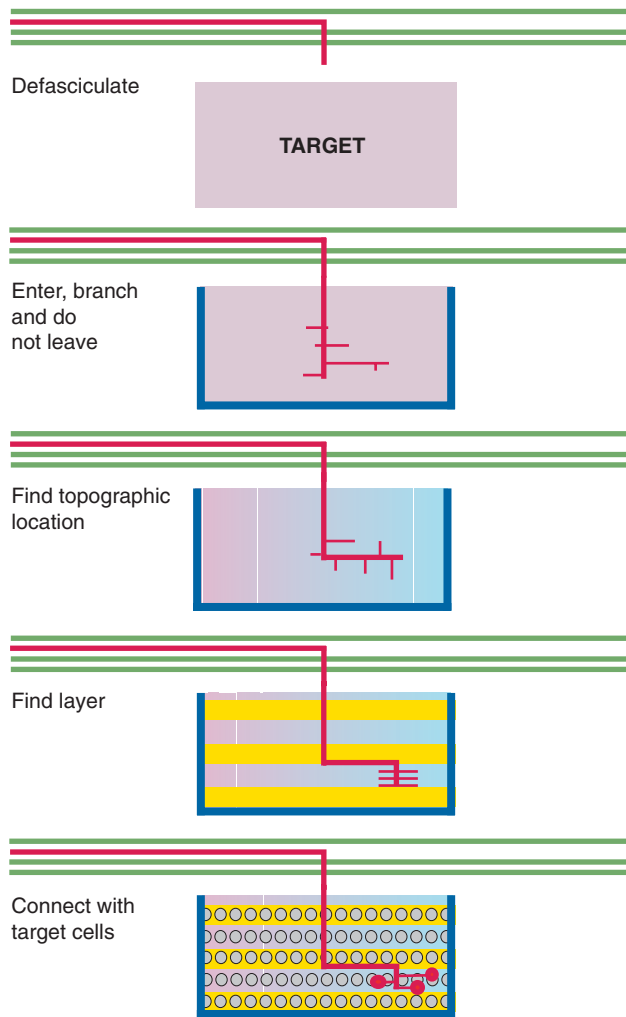 Defasciculate
TARGET
Enter, branch
and do
not leave
Find topographic
location
Find layer
Connect with
target cells